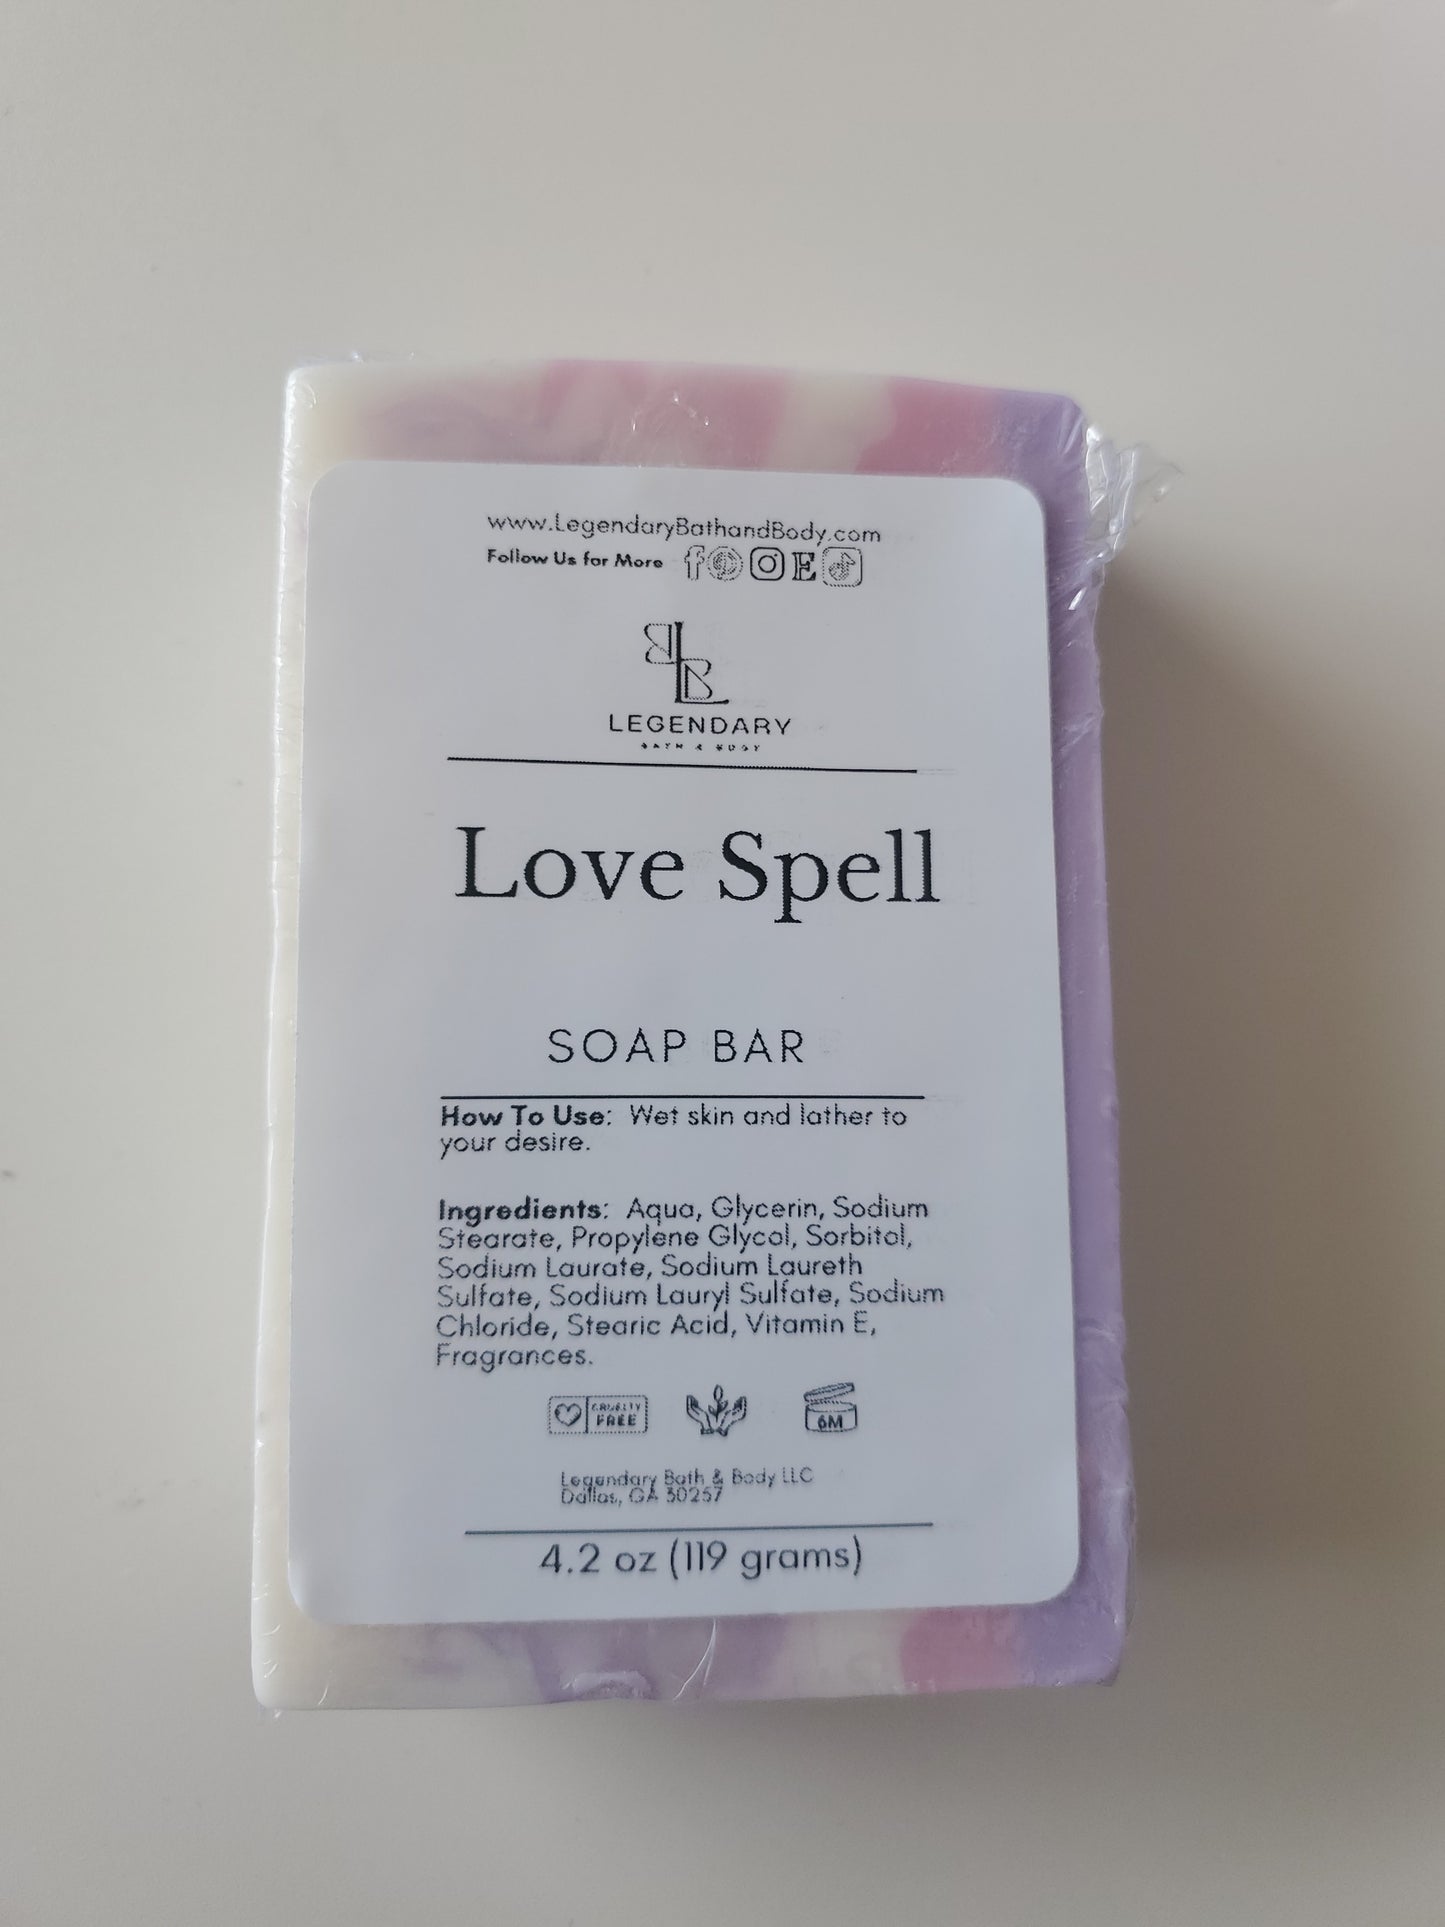 www.LegendaryBathandBody.com
Follow Us for More
LEGENDARY
BATH & BODY
Love Spell
SOAP BAR
How To Use: Wet skin and lather to
your desire.
Ingredients: Aqua, Glycerin, Sodium
Stearate, Propylene Glycol, Sorbitol,
Sodium Laurate, Sodium Laureth
Sulfate, Sodium Lauryl Sulfate, Sodium
Chloride, Stearic Acid, Vitamin E,
Fragrances.
CRUELTY
FREE
6M
Legendary Bath & Body LLC
Dallas, GA 30257
4.2 oz (119 grams)